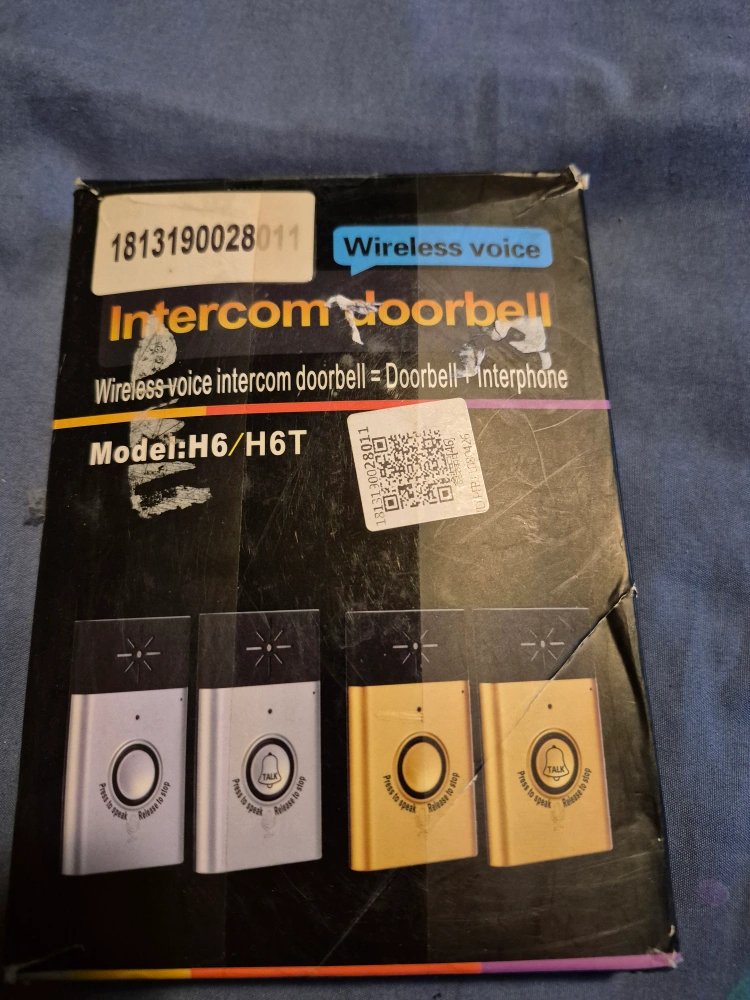 1813190028011
Wireless voice
Intercom doorbell
Wireless voice intercom doorbell = Doorbell + Interphone
Model:H6/H6T
1813190028011
Press to speak Release to stop
TALK
Press to speak Release to stop
Press to speak Release to stop
TALK
Press to speak Release to stop